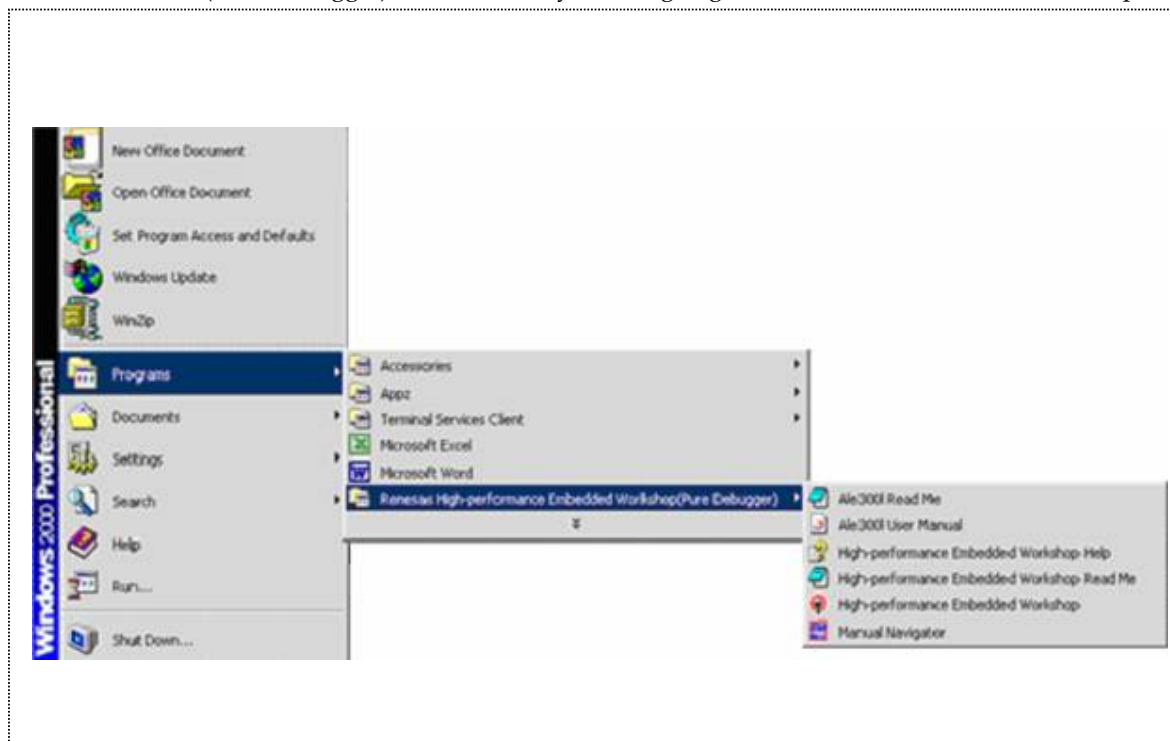 New Office Document
Open Office Document
Set Program Access and Defaults
Windows Update
WinZip
Programs
Documents
Settings
Search
Help
Run...
Shut Down...
Windows 2000 Professional
Accessories
Appz
Terminal Services Client
Microsoft Excel
Microsoft Word
Renesas High-performance Embedded Workshop(Pure Debugger)
Ale300l Read Me
Ale300l User Manual
High-performance Embedded Workshop Help
High-performance Embedded Workshop Read Me
High-performance Embedded Workshop
Manual Navigator